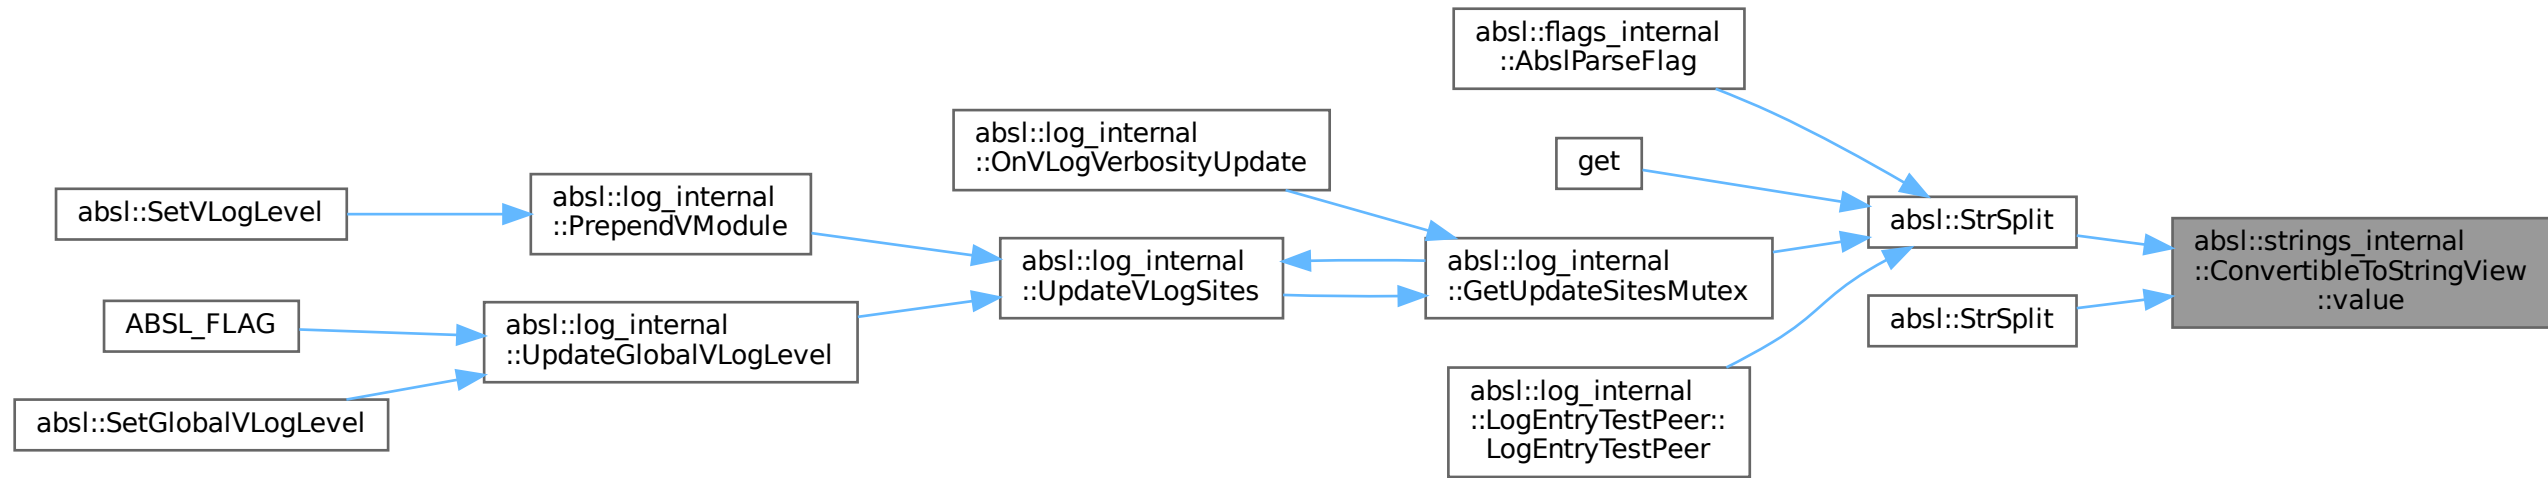 absl::flags_internal
::AbslParseFlag
absl::log_internal
::OnVLogVerbosityUpdate
get
absl::SetVLogLevel
absl::log_internal
::PrependVModule
absl::StrSplit
absl::strings_internal
::ConvertibleToStringView
::value
absl::log_internal
::UpdateVLogSites
absl::log_internal
::GetUpdateSitesMutex
ABSL_FLAG
absl::log_internal
::UpdateGlobalVLogLevel
absl::StrSplit
absl::SetGlobalVLogLevel
absl::log_internal
::LogEntryTestPeer::
LogEntryTestPeer